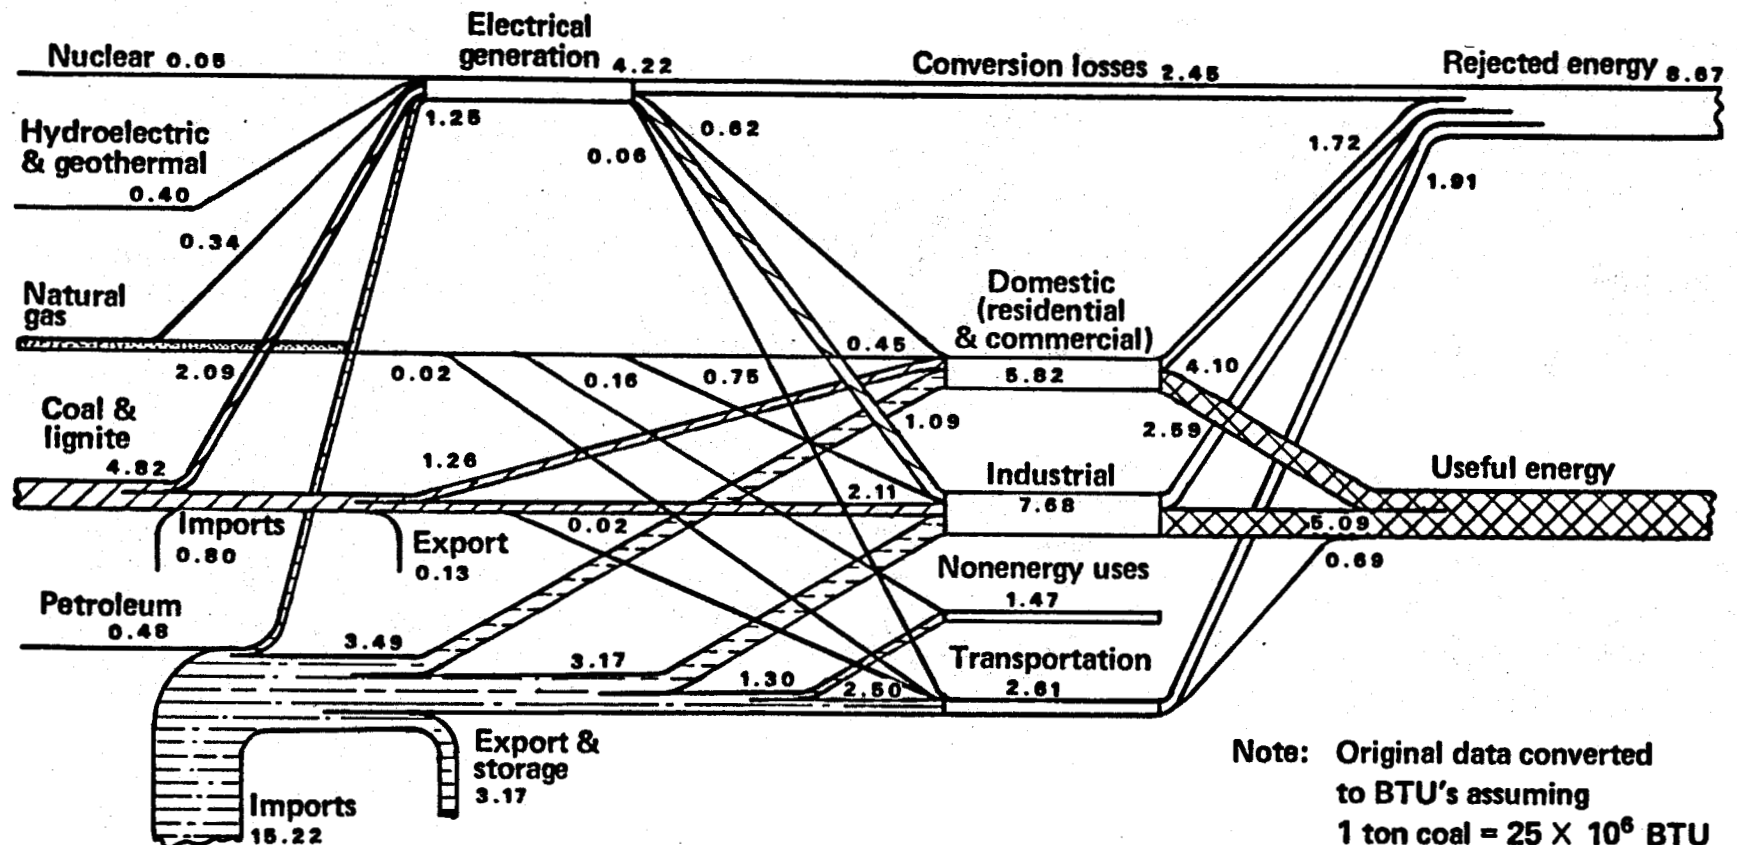 Electrical
generation 4.22
Nuclear 0.05
Conversion losses 2.45
Rejected energy 8.67
1.25
0.62
0.06
Hydroelectric
& geothermal
0.40
1.72
1.91
0.34
Natural
gas
Domestic
(residential
& commercial)
5.82
0.45
4.10
2.09
0.02
0.16
0.75
Coal &
lignite
4.82
1.09
2.59
1.26
Industrial
7.68
2.11
Useful energy
5.09
0.02
Imports
0.80
Export
0.13
0.69
Nonenergy uses
1.47
Petroleum
0.48
3.49
3.17
1.30
2.50
Transportation
2.61
Export &
storage
3.17
Imports
15.22
Note: Original data converted
to BTU's assuming
1 ton coal = 25 X 10⁶ BTU